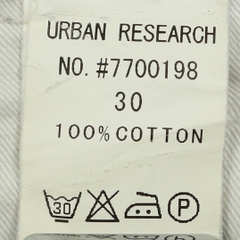 URBAN RESEARCH
NO. #7700198
30
100% COTTON
30 P